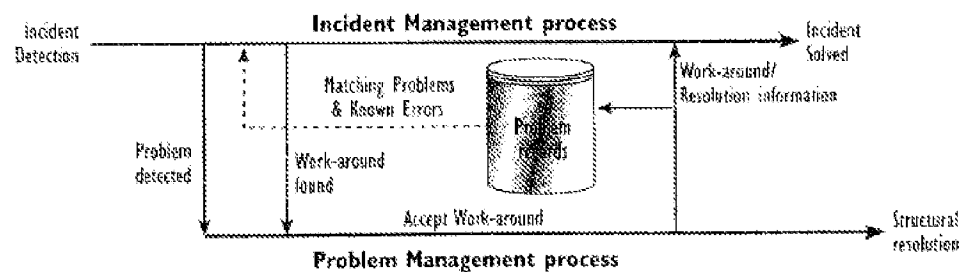 Incident Management process
Incident
Detection
Incident
Solved
Matching Problems
& Known Errors
Work-around/
Resolution information
Problem
records
Problem
detected
Work-around
found
Accept Work-around
Structural
resolution
Problem Management process